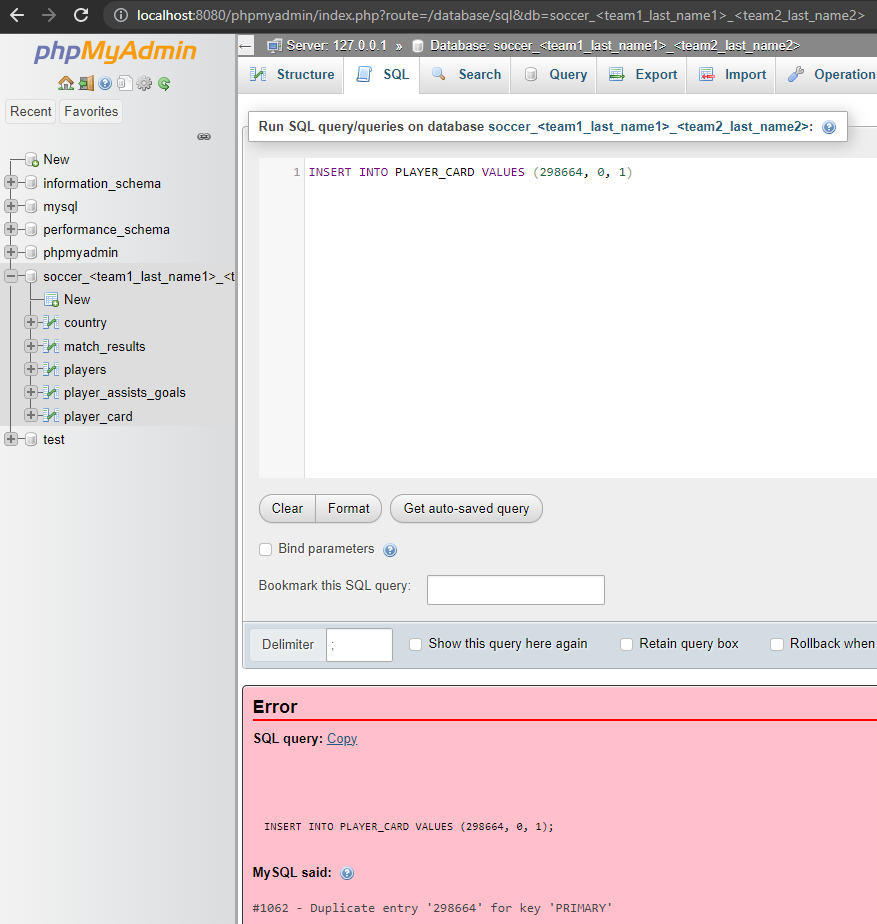 localhost:8080/phpmyadmin/index.php?route=/database/sql&db=soccer_<team1_last_name1>_<team2_last_name2>
phpMyAdmin
Recent Favorites
New
information_schema
mysql
performance_schema
phpmyadmin
soccer_<team1_last_name1>_<t
New
country
match_results
players
player_assists_goals
player_card
test
Server: 127.0.0.1 » Database: soccer_<team1_last_name1>_<team2_last_name2>
Structure SQL Search Query Export Import Operation
Run SQL query/queries on database soccer_<team1_last_name1>_<team2_last_name2>:
1 INSERT INTO PLAYER_CARD VALUES (298664, 0, 1)
Clear Format Get auto-saved query
Bind parameters
Bookmark this SQL query:
Delimiter ; Show this query here again Retain query box Rollback when
Error
SQL query: Copy
INSERT INTO PLAYER_CARD VALUES (298664, 0, 1);
MySQL said:
#1062 - Duplicate entry '298664' for key 'PRIMARY'